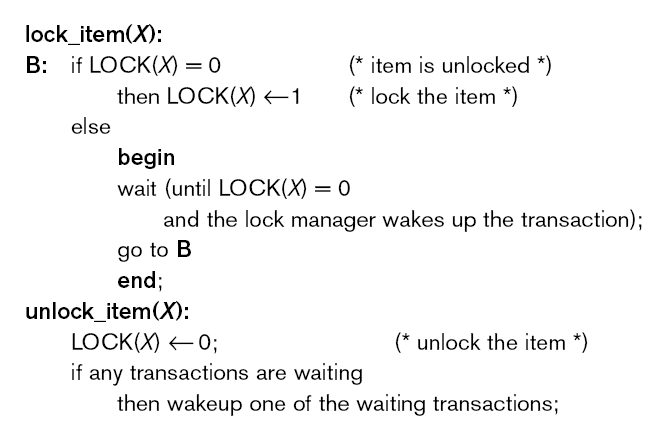 lock_item(X):
B: if LOCK(X) = 0 (* item is unlocked *)
then LOCK(X) ←1 (* lock the item *)
else
begin
wait (until LOCK(X) = 0
and the lock manager wakes up the transaction);
go to B
end;
unlock_item(X):
LOCK(X) ← 0; (* unlock the item *)
if any transactions are waiting
then wakeup one of the waiting transactions;